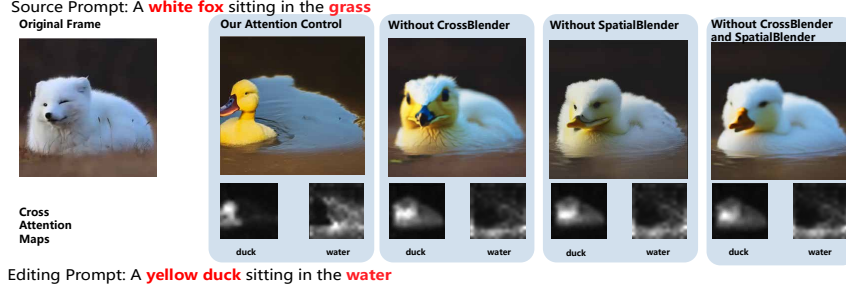 Source Prompt: A white fox sitting in the grass
Original Frame
Our Attention Control
Without CrossBlender
Without SpatialBlender
Without CrossBlender
and SpatialBlender
Cross
Attention
Maps
duck
water
duck
water
duck
water
duck
water
Editing Prompt: A yellow duck sitting in the water